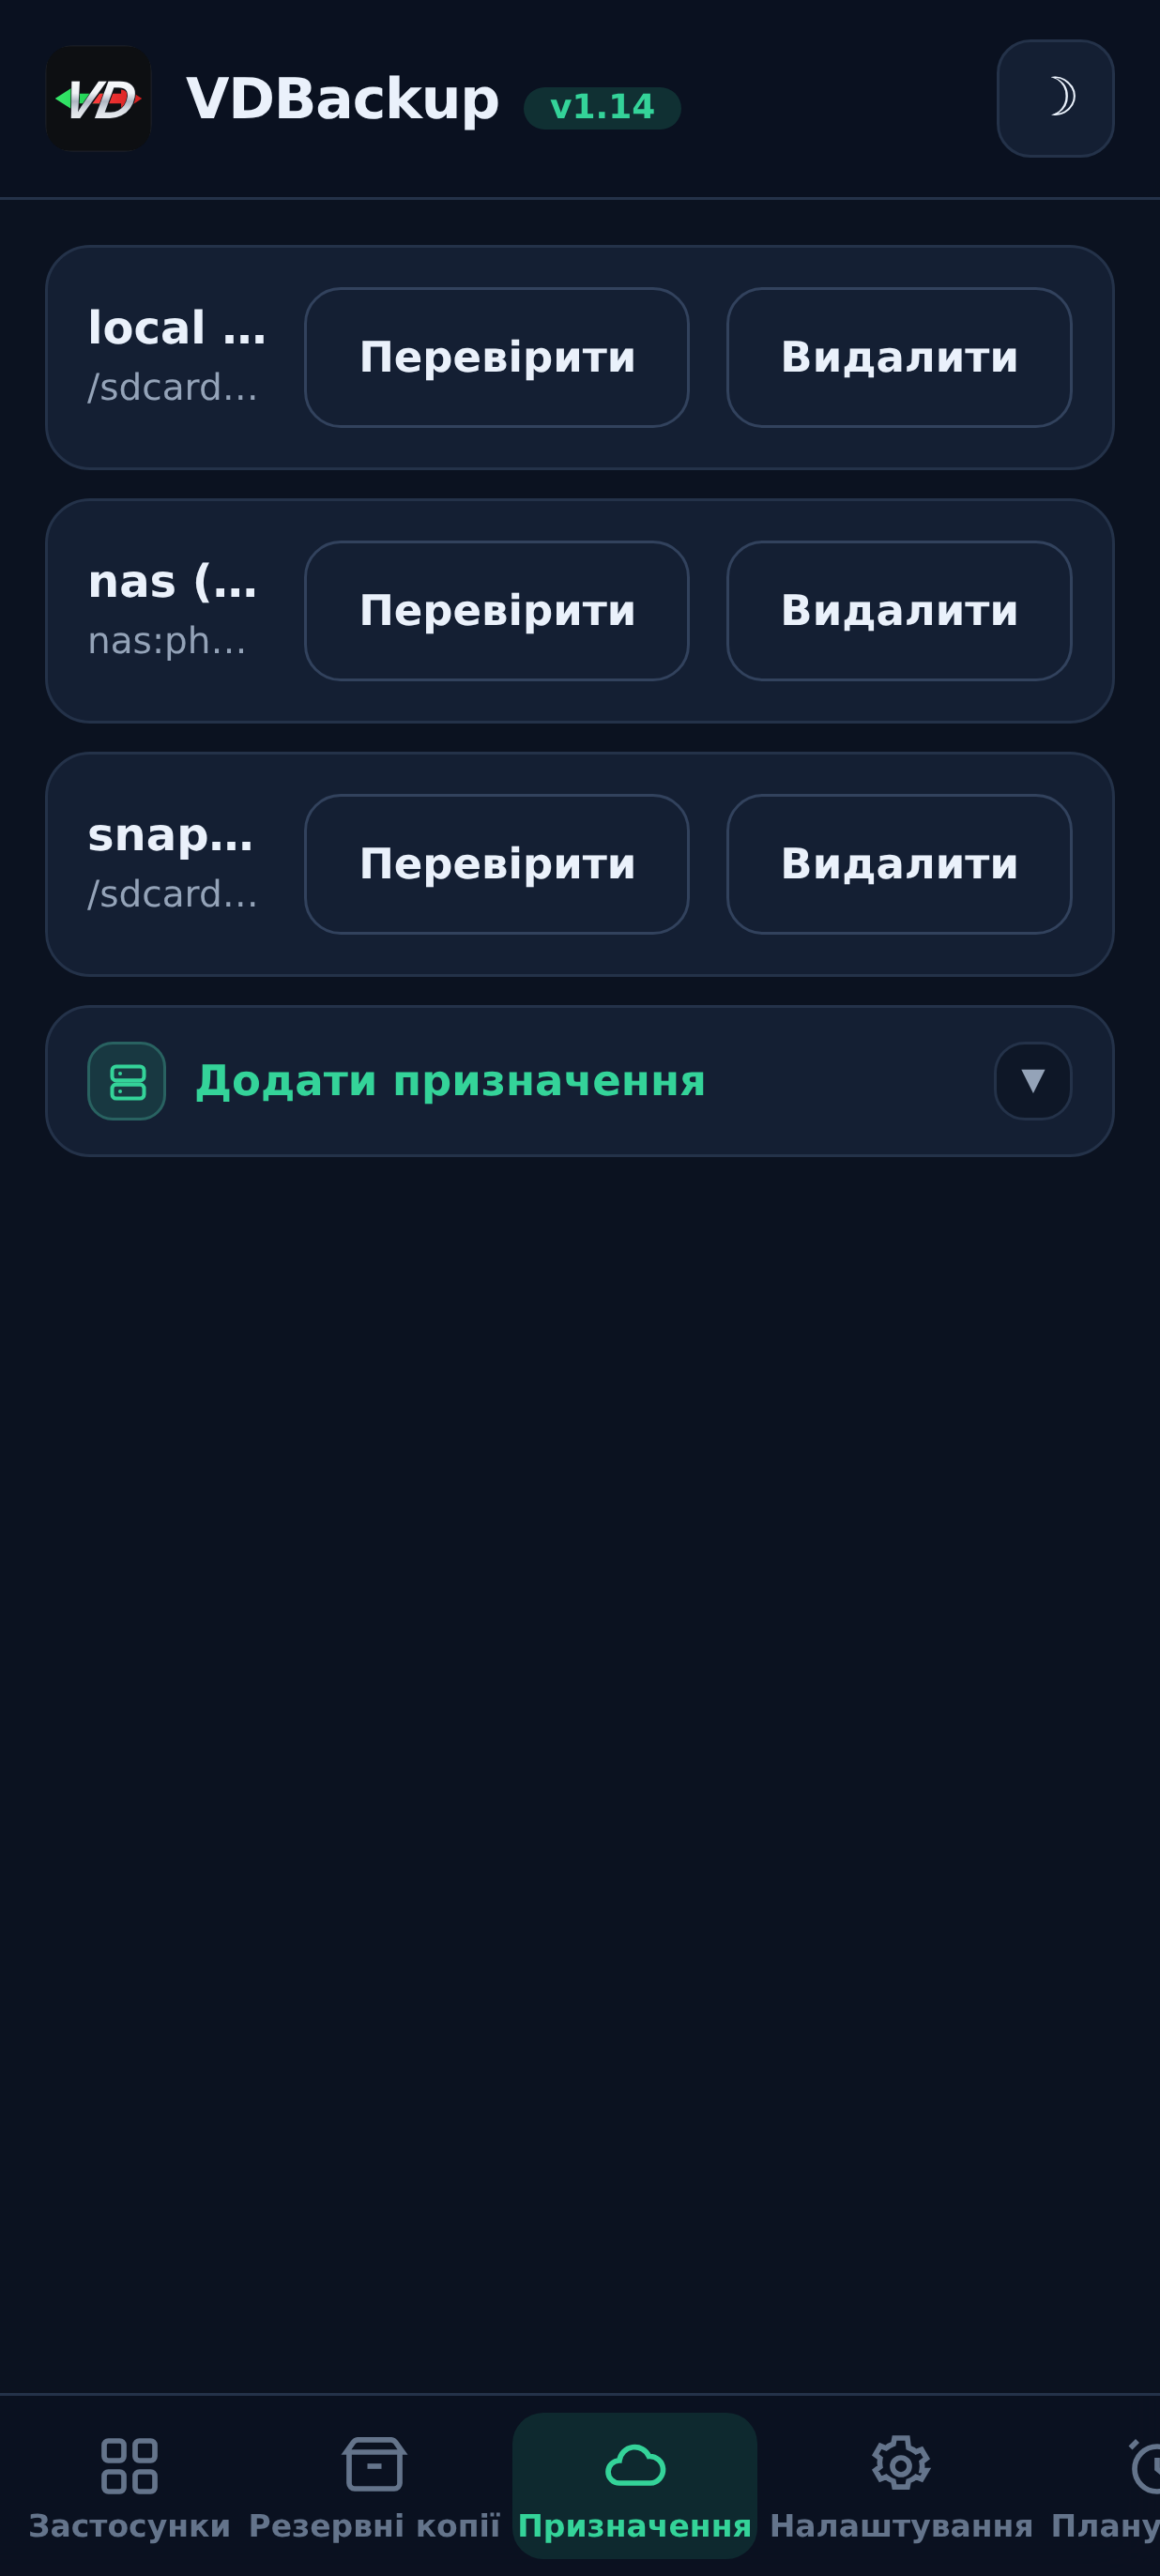 VD
VDBackup v1.14
local ...
/sdcard...
Перевірити
Видалити
nas (...
nas:ph...
Перевірити
Видалити
snap...
/sdcard...
Перевірити
Видалити
Додати призначення
Застосунки
Резервні копії
Призначення
Налаштування
Плану